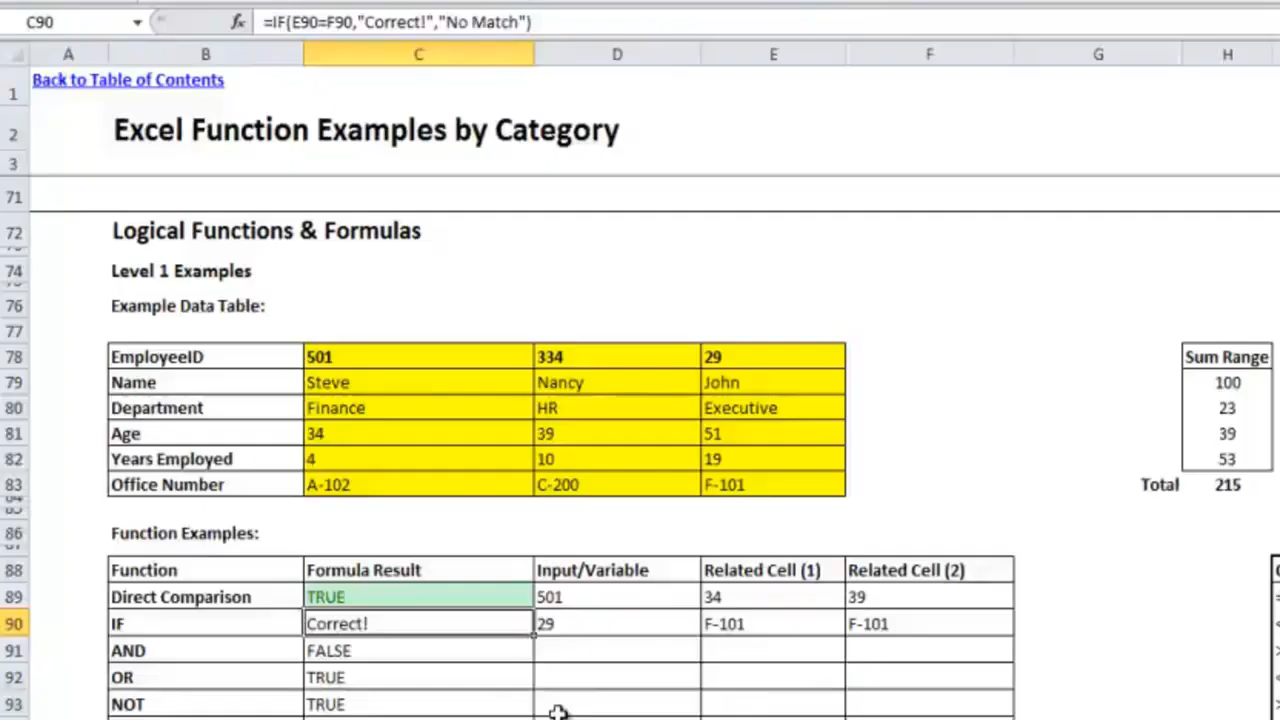 C90 fx =IF(E90=F90,"Correct!","No Match")
A B C D E F G H
1 Back to Table of Contents
2 Excel Function Examples by Category
3
71
72 Logical Functions & Formulas
74 Level 1 Examples
76 Example Data Table:
77
78 EmployeeID 501 334 29 Sum Range
79 Name Steve Nancy John 100
80 Department Finance HR Executive 23
81 Age 34 39 51 39
82 Years Employed 4 10 19 53
83 Office Number A-102 C-200 F-101 Total 215
86 Function Examples:
88 Function Formula Result Input/Variable Related Cell (1) Related Cell (2)
89 Direct Comparison TRUE 501 34 39
90 IF Correct! 29 F-101 F-101
91 AND FALSE
92 OR TRUE
93 NOT TRUE